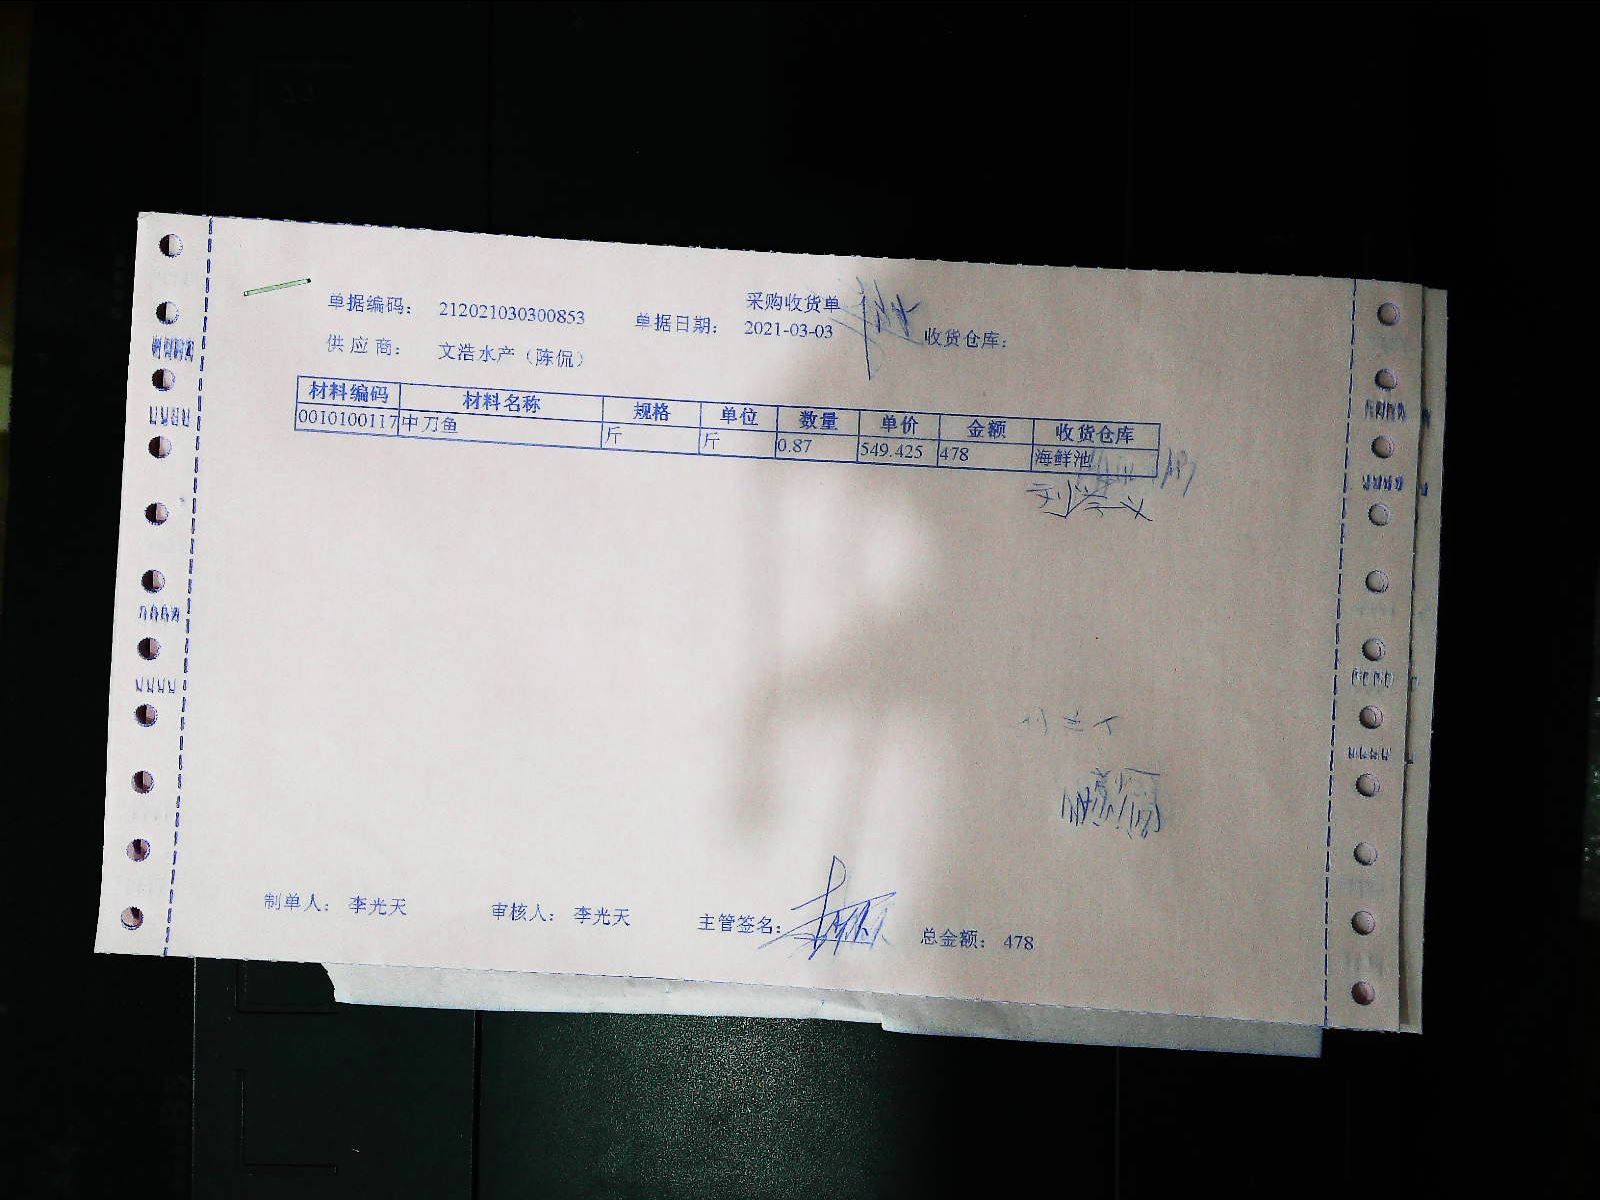 采购收货单
单据编码： 212021030300853 单据日期： 2021-03-03 收货仓库：
供 应 商： 文浩水产（陈侃）
材料编码 材料名称 规格 单位 数量 单价 金额 收货仓库
0010100117 中刀鱼 斤 斤 0.87 549.425 478 海鲜池
制单人： 李光天 审核人： 李光天 主管签名： 总金额： 478